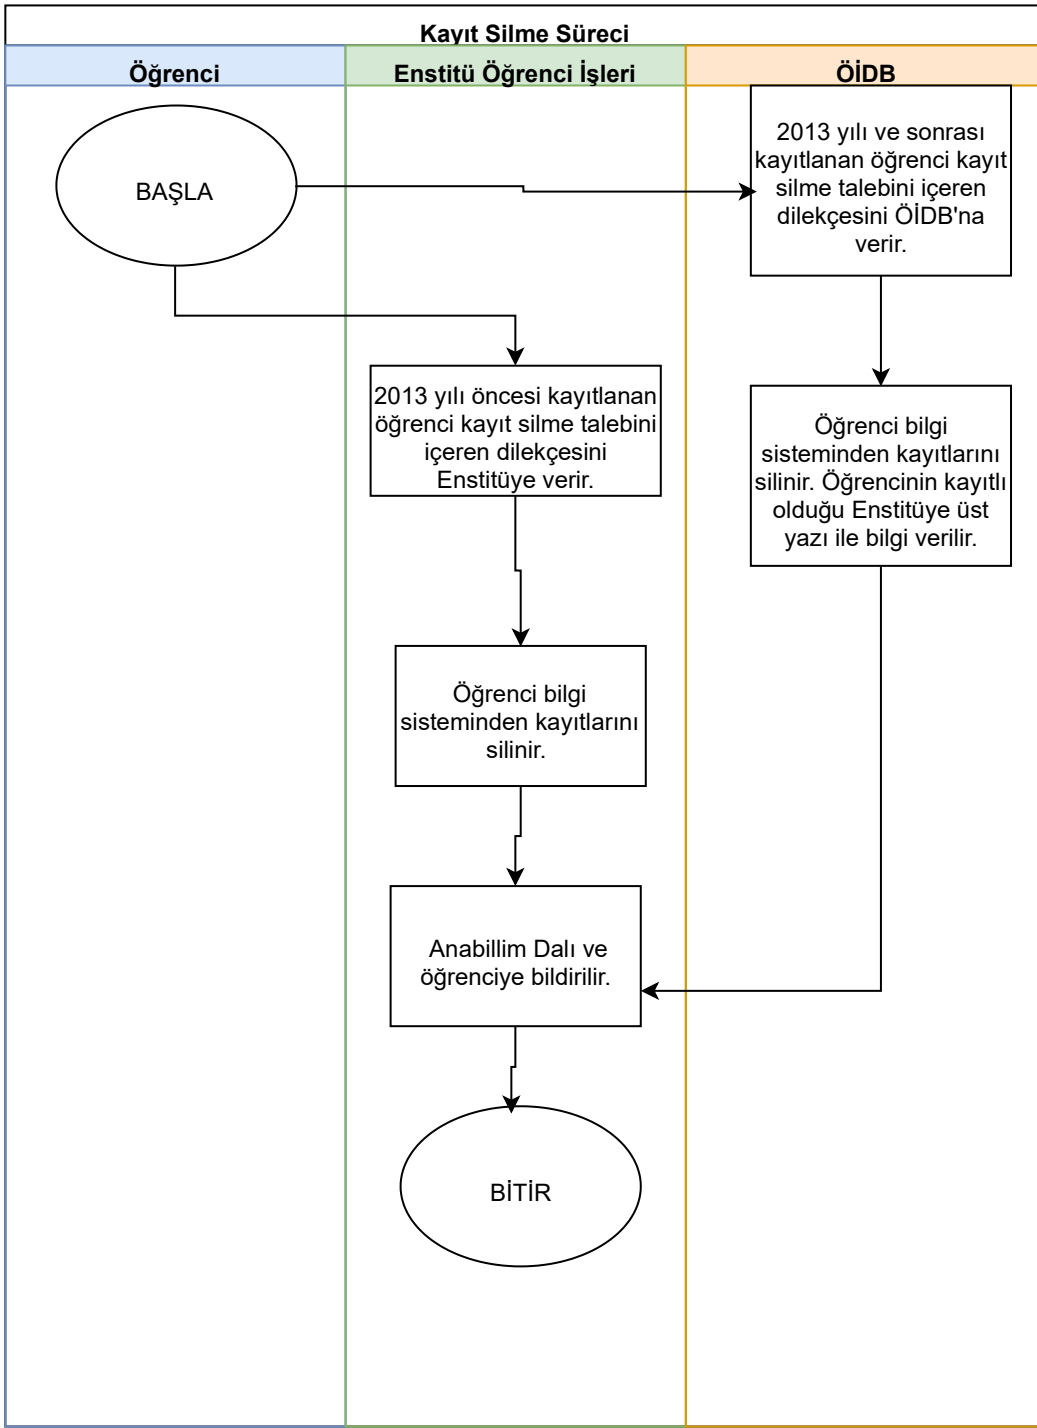 Kayıt Silme Süreci
Öğrenci
Enstitü Öğrenci İşleri
ÖİDB
BAŞLA
2013 yılı ve sonrası
kayıtlanan öğrenci kayıt
silme talebini içeren
dilekçesini ÖİDB'na
verir.
2013 yılı öncesi kayıtlanan
öğrenci kayıt silme talebini
içeren dilekçesini
Enstitüye verir.
Öğrenci bilgi
sisteminden kayıtlarını
silinir. Öğrencinin kayıtlı
olduğu Enstitüye üst
yazı ile bilgi verilir.
Öğrenci bilgi
sisteminden kayıtlarını
silinir.
Anabillim Dalı ve
öğrenciye bildirilir.
BİTİR